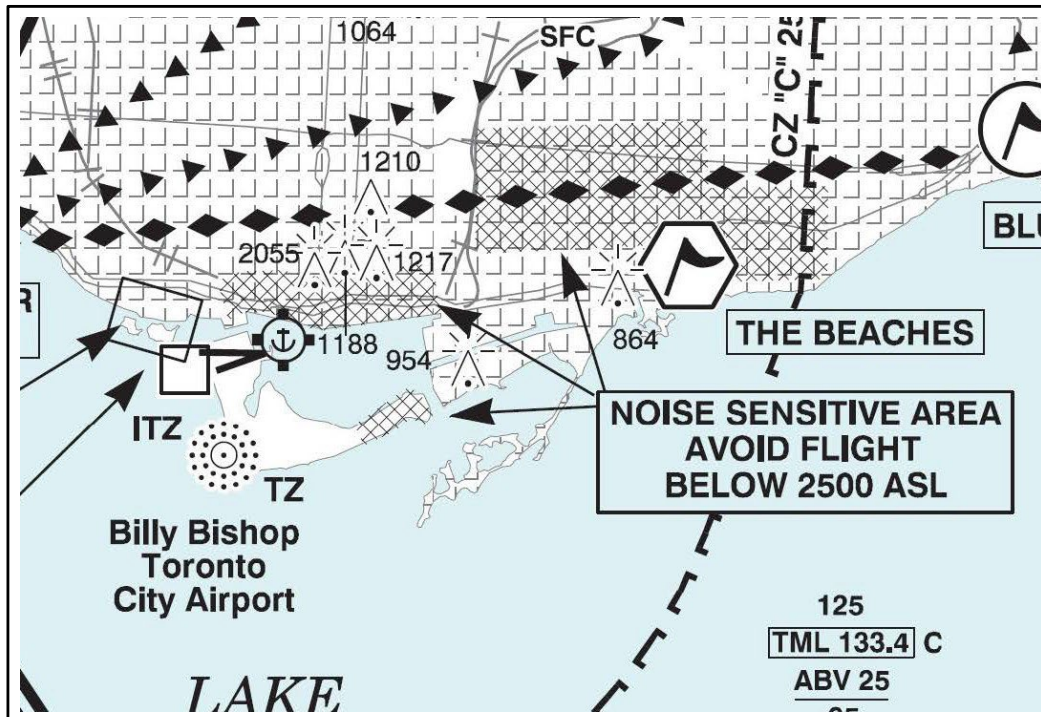 1064
SFC
CZ "C" 25
1210
2055
1217
BLU
R
1188
954
864
THE BEACHES
ITZ
TZ
NOISE SENSITIVE AREA
AVOID FLIGHT
BELOW 2500 ASL
Billy Bishop
Toronto
City Airport
125
TML 133.4 C
ABV 25
LAKE